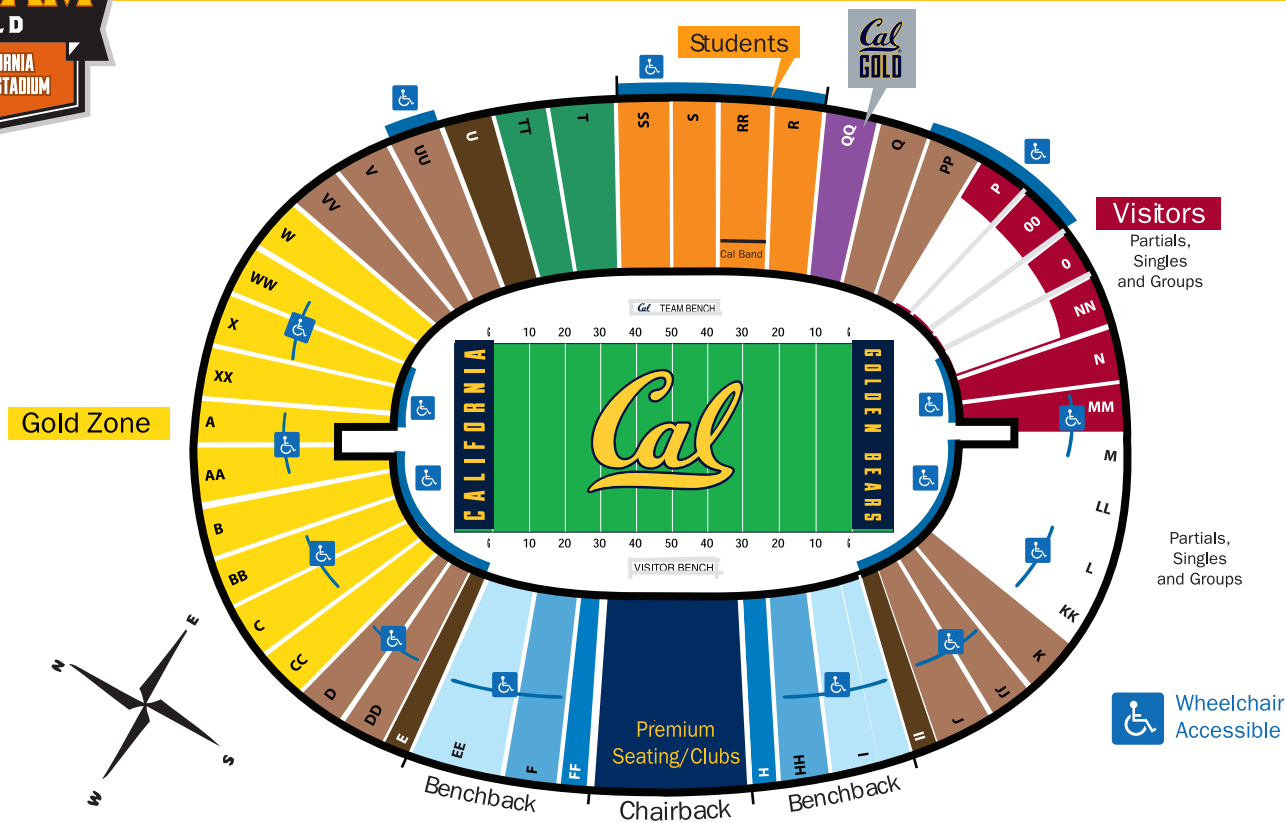 LD
STADIUM
Students
Cal
GOLD
Visitors
Partials,
Singles
and Groups
Gold Zone
W
WW
X
XX
A
AA
B
BB
C
CC
VV
V
UU
U
TT
T
SS
S
RR
R
QQ
Q
PP
P
OO
O
NN
N
MM
M
LL
L
KK
K
Cal Band
Cal TEAM BENCH
10 20 30 40 50 40 30 20 10
CALIFORNIA
Cal
GOLDEN BEARS
10 20 30 40 50 40 30 20 10
VISITOR BENCH
Partials,
Singles
and Groups
D
DD
E
EE
F
FF
Premium
Seating/Clubs
H
HH
I
II
J
JJ
Benchback
Chairback
Benchback
N
E
S
W
Wheelchair
Accessible